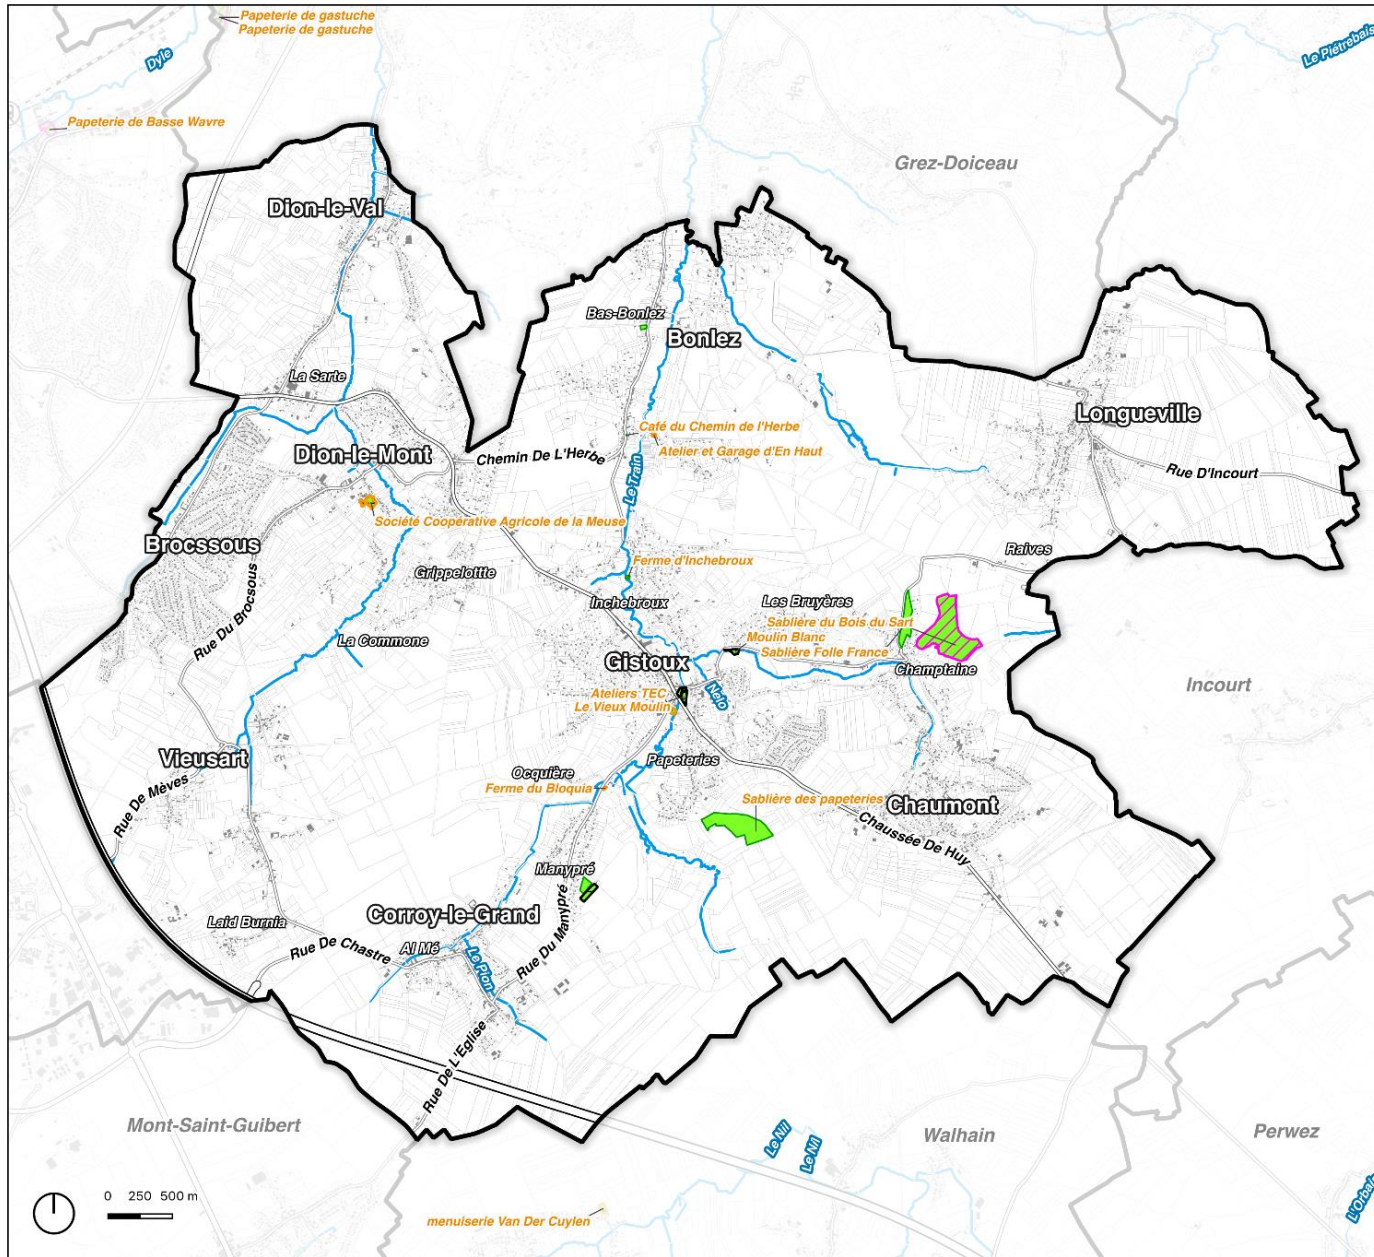 Papeterie de gastuche
Papeterie de gastuche
Dyle
Le Piétrebais
Papeterie de Basse Wavre
Grez-Doiceau
Dion-le-Val
Bas-Bonlez
Bonlez
La Sarte
Longueville
Café du Chemin de l'Herbe
Dion-le-Mont
Chemin De L'Herbe
Atelier et Garage d'En Haut
Le Train
Rue D'Incourt
Société Coopérative Agricole de la Meuse
Brocssous
Raives
Ferme d'Inchebroux
Grippelottte
Rue Du Brocsous
Inchebroux
Les Bruyères
Sablière du Bois du Sart
La Commone
Moulin Blanc
Sablière Folle France
Gistoux
Champtaine
Incourt
Ateliers TEC
Nelo
Le Vieux Moulin
Vieusart
Papeteries
Ocquière
Rue De Mèves
Ferme du Bloquia
Sablière des papeteries
Chaumont
Chaussée De Huy
Manypré
Corroy-le-Grand
Laid Burnia
Rue De Chastre
Al Mé
Rue Du Manypré
Le Pion
Rue De L'Eglise
Mont-Saint-Guibert
Le Nil
Le Nil
Walhain
Perwez
L'Orbais
0 250 500 m
menuiserie Van Der Cuylen